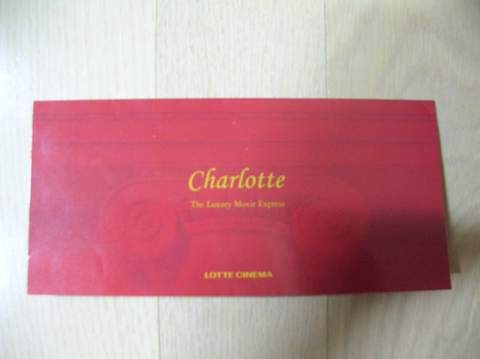 Charlotte
The Luxury Movie Express
LOTTE CINEMA